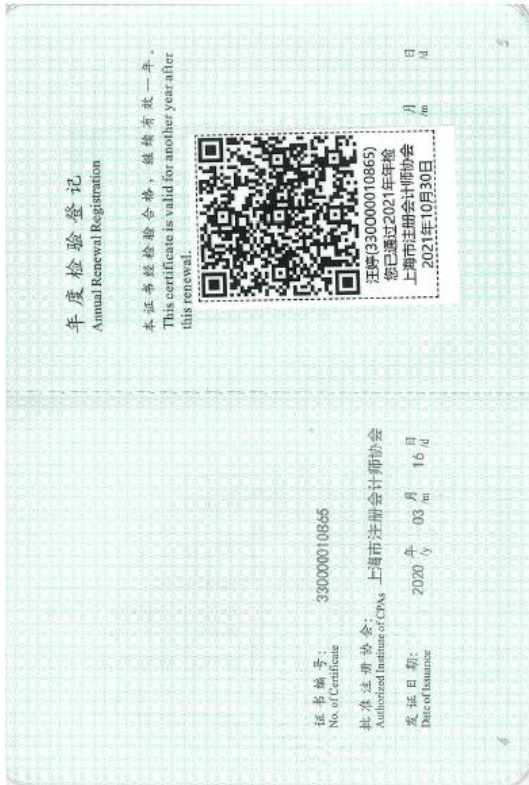 年度检验登记
Annual Renewal Registration
本证书经检验合格，继续有效一年。
This certificate is valid for another year after
this renewal.
汪婷(330000010865)
您已通过2021年年检
上海市注册会计师协会
2021年10月30日
月 日
/m /d
5
证书编号: 330000010865
No. of Certificate
批准注册协会: 上海市注册会计师协会
Authorized Institute of CPAs
发证日期: 2020 年 03 月 16 日
Date of Issuance /y /m /d
4